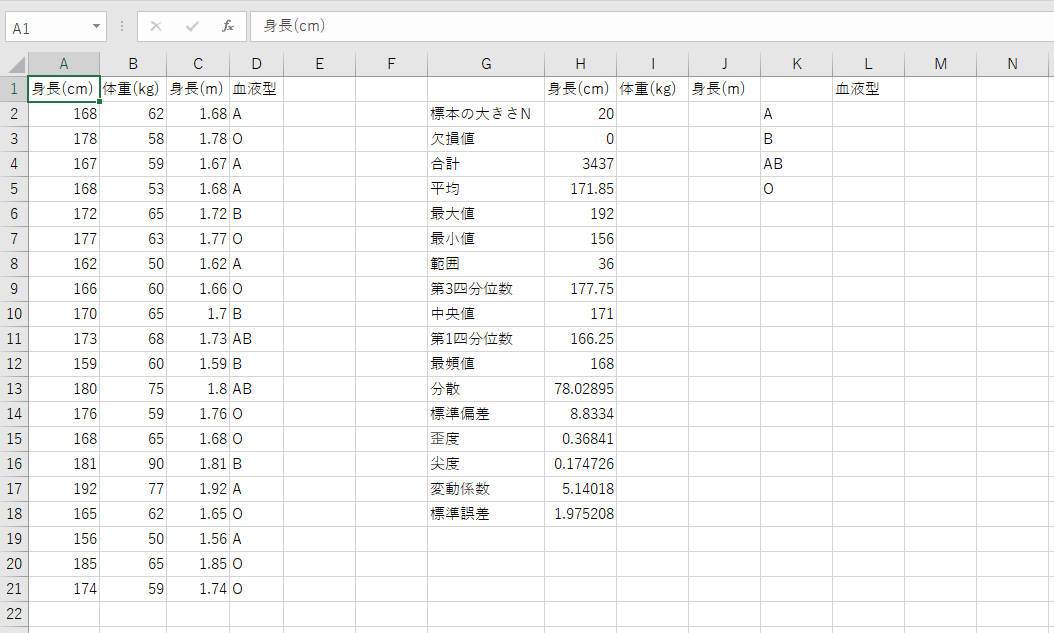 A1 fx 身長(cm)
A B C D E F G H I J K L M N
1 身長(cm) 体重(kg) 身長(m) 血液型 身長(cm) 体重(kg) 身長(m) 血液型
2 168 62 1.68 A 標本の大きさN 20 A
3 178 58 1.78 O 欠損値 0 B
4 167 59 1.67 A 合計 3437 AB
5 168 53 1.68 A 平均 171.85 O
6 172 65 1.72 B 最大値 192
7 177 63 1.77 O 最小値 156
8 162 50 1.62 A 範囲 36
9 166 60 1.66 O 第3四分位数 177.75
10 170 65 1.7 B 中央値 171
11 173 68 1.73 AB 第1四分位数 166.25
12 159 60 1.59 B 最頻値 168
13 180 75 1.8 AB 分散 78.02895
14 176 59 1.76 O 標準偏差 8.8334
15 168 65 1.68 O 歪度 0.36841
16 181 90 1.81 B 尖度 0.174726
17 192 77 1.92 A 変動係数 5.14018
18 165 62 1.65 O 標準誤差 1.975208
19 156 50 1.56 A
20 185 65 1.85 O
21 174 59 1.74 O
22